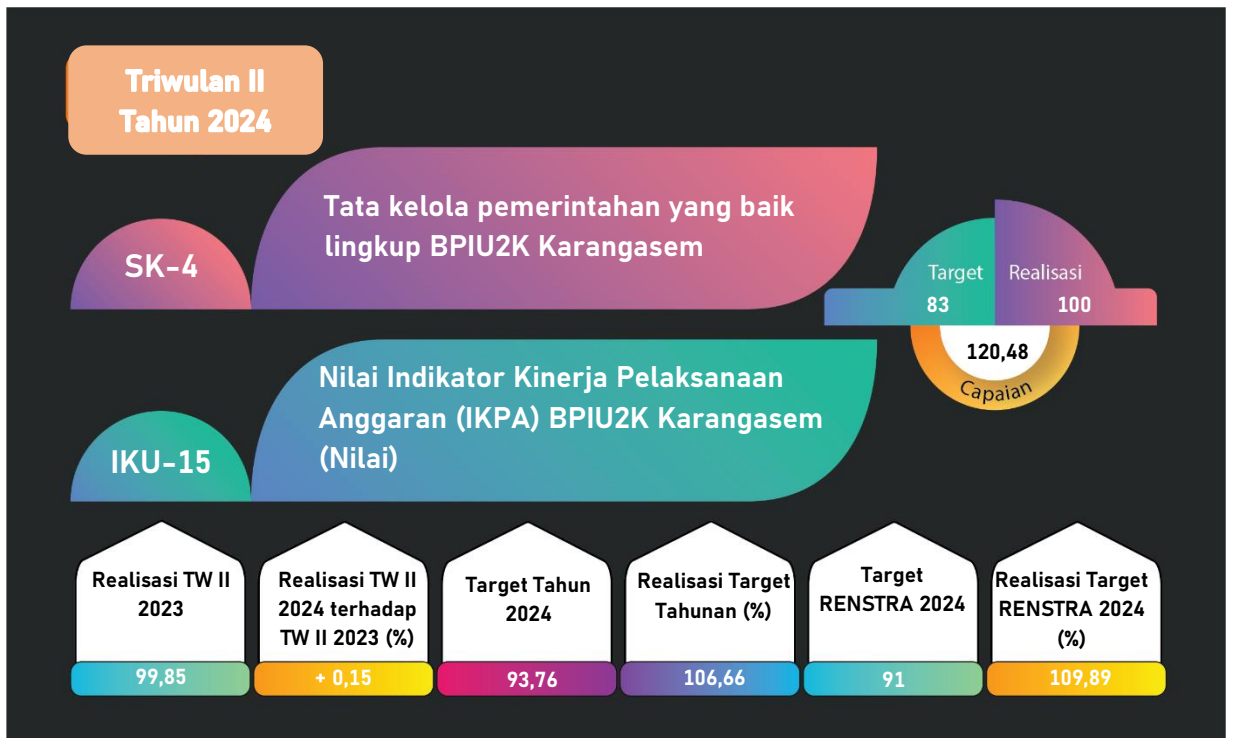 Triwulan II
Tahun 2024
SK-4
Tata kelola pemerintahan yang baik
lingkup BPIU2K Karangasem
Target
83
Realisasi
100
120,48
Capaian
IKU-15
Nilai Indikator Kinerja Pelaksanaan
Anggaran (IKPA) BPIU2K Karangasem
(Nilai)
Realisasi TW II
2023
99,85
Realisasi TW II
2024 terhadap
TW II 2023 (%)
+ 0,15
Target Tahun
2024
93,76
Realisasi Target
Tahunan (%)
106,66
Target
RENSTRA 2024
91
Realisasi Target
RENSTRA 2024
(%)
109,89